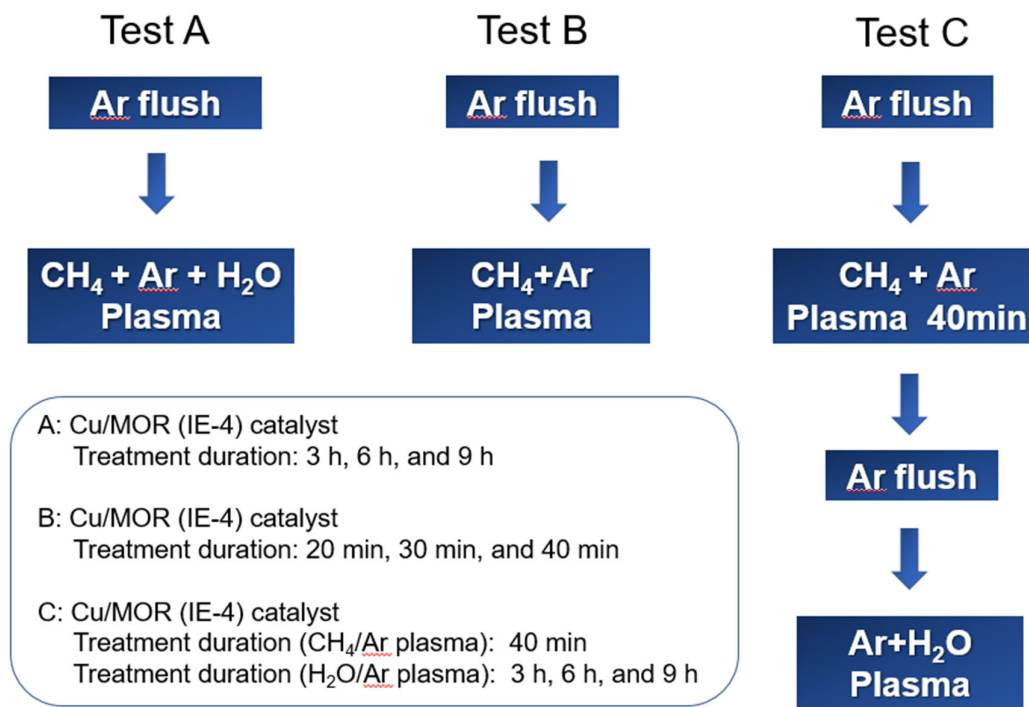 Test A
Ar flush
CH₄ + Ar + H₂O
Plasma
Test B
Ar flush
CH₄+Ar
Plasma
Test C
Ar flush
CH₄ + Ar
Plasma 40min
Ar flush
Ar+H₂O
Plasma
A: Cu/MOR (IE-4) catalyst
Treatment duration: 3 h, 6 h, and 9 h
B: Cu/MOR (IE-4) catalyst
Treatment duration: 20 min, 30 min, and 40 min
C: Cu/MOR (IE-4) catalyst
Treatment duration (CH₄/Ar plasma): 40 min
Treatment duration (H₂O/Ar plasma): 3 h, 6 h, and 9 h